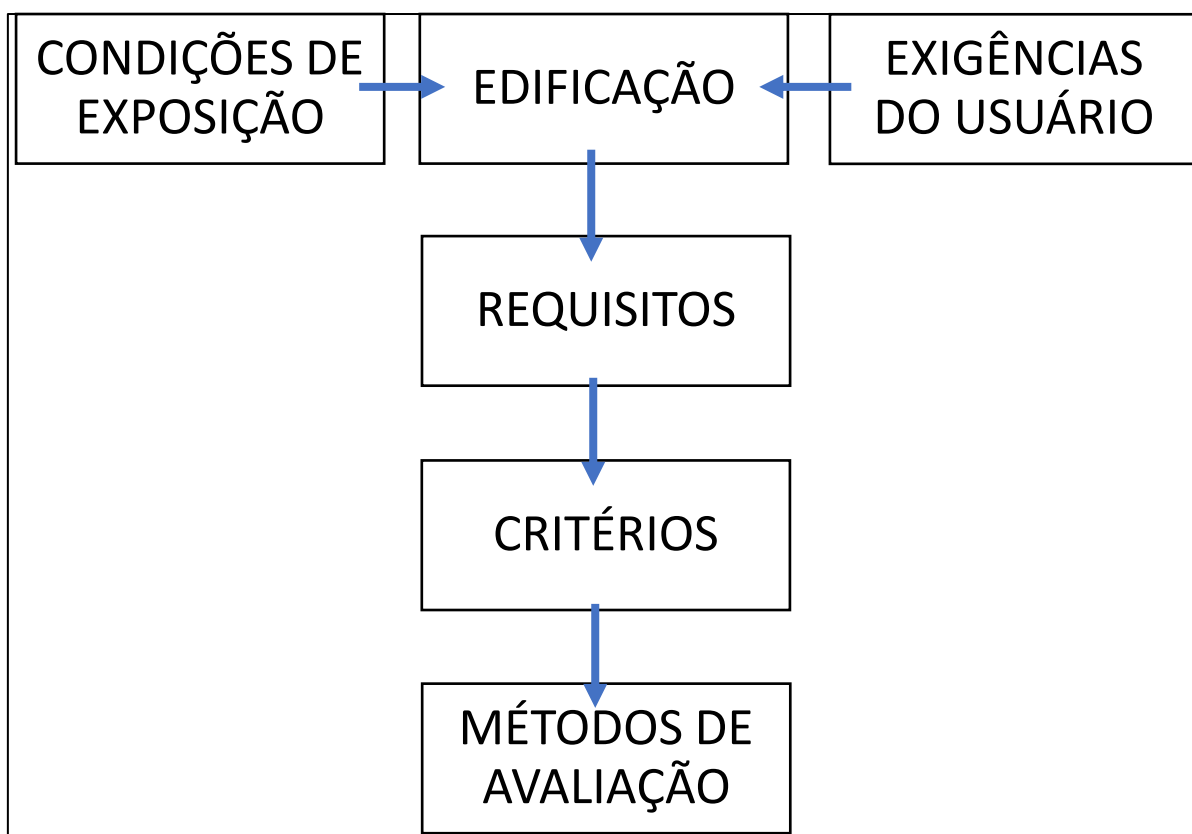 CONDIÇÕES DE
EXPOSIÇÃO
EDIFICAÇÃO
EXIGÊNCIAS
DO USUÁRIO
REQUISITOS
CRITÉRIOS
MÉTODOS DE
AVALIAÇÃO